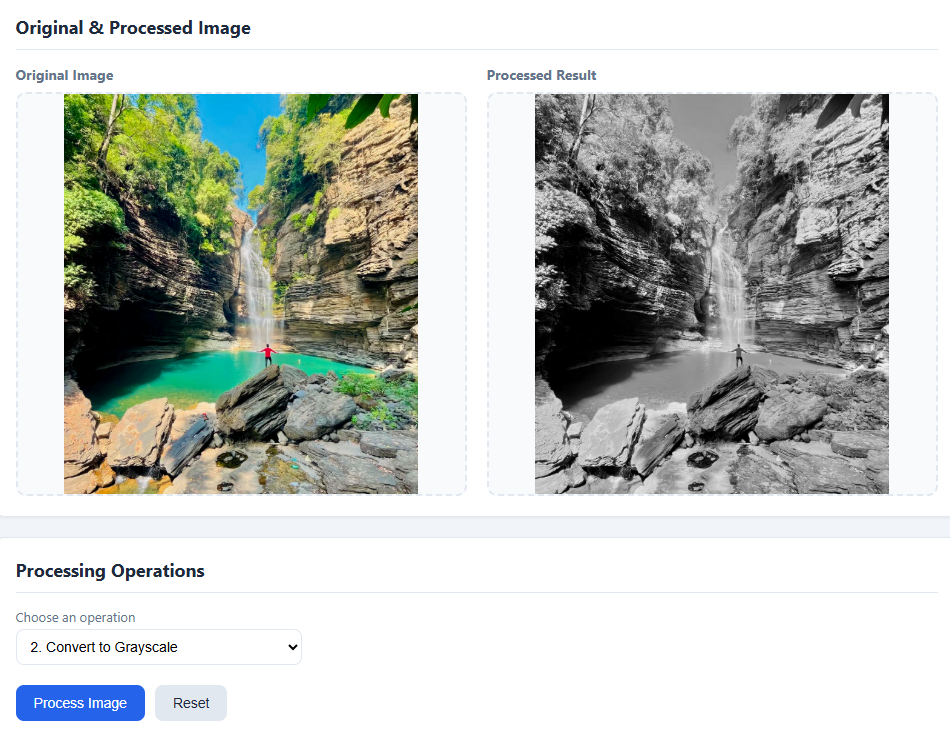 Original & Processed Image
Original Image
Processed Result
Processing Operations
Choose an operation
2. Convert to Grayscale
Process Image
Reset